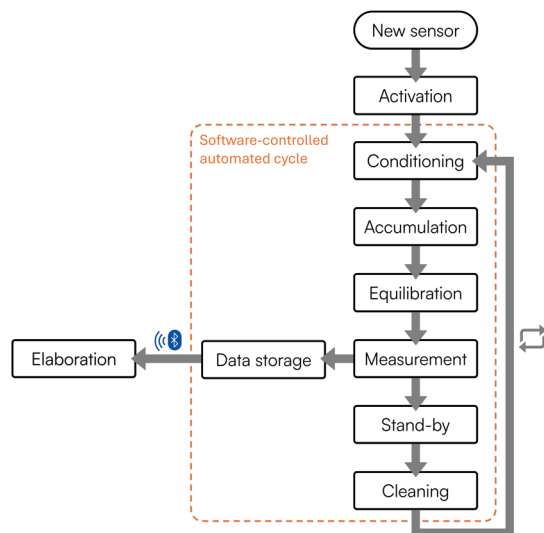 New sensor
Activation
Software-controlled
automated cycle
Conditioning
Accumulation
Equilibration
Elaboration
Data storage
Measurement
Stand-by
Cleaning